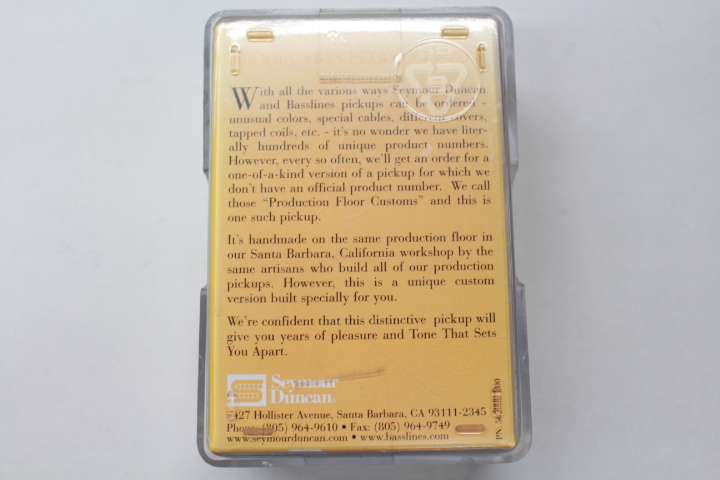 With all the various ways Seymour Duncan
and Basslines pickups can be ordered -
unusual colors, special cables, different covers,
tapped coils, etc. - it's no wonder we have liter-
ally hundreds of unique product numbers.
However, every so often, we'll get an order for a
one-of-a-kind version of a pickup for which we
don't have an official product number. We call
those “Production Floor Customs” and this is
one such pickup.
It's handmade on the same production floor in
our Santa Barbara, California workshop by the
same artisans who build all of our production
pickups. However, this is a unique custom
version built specially for you.
We're confident that this distinctive pickup will
give you years of pleasure and Tone That Sets
You Apart.
Seymour
Duncan.
5427 Hollister Avenue, Santa Barbara, CA 93111-2345
Phone: (805) 964-9610 • Fax: (805) 964-9749
www.seymourduncan.com • www.basslines.com